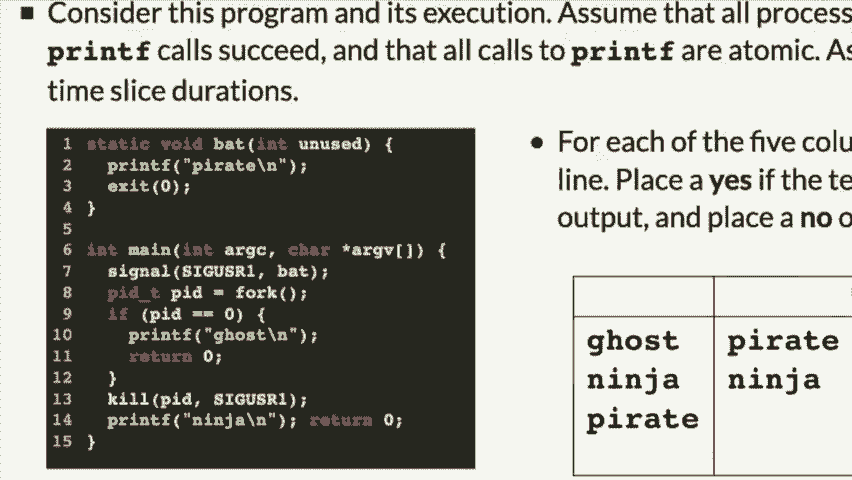 ■ Consider this program and its execution. Assume that all process
printf calls succeed, and that all calls to printf are atomic. As
time slice durations.
1 static void bat(int unused) {
2 printf("pirate\n");
3 exit(0);
4 }
5
6 int main(int argc, char *argv[]) {
7 signal(SIGUSR1, bat);
8 pid_t pid = fork();
9 if (pid == 0) {
10 printf("ghost\n");
11 return 0;
12 }
13 kill(pid, SIGUSR1);
14 printf("ninja\n"); return 0;
15 }
• For each of the five colu
line. Place a yes if the te
output, and place a no o
ghost pirate
ninja ninja
pirate